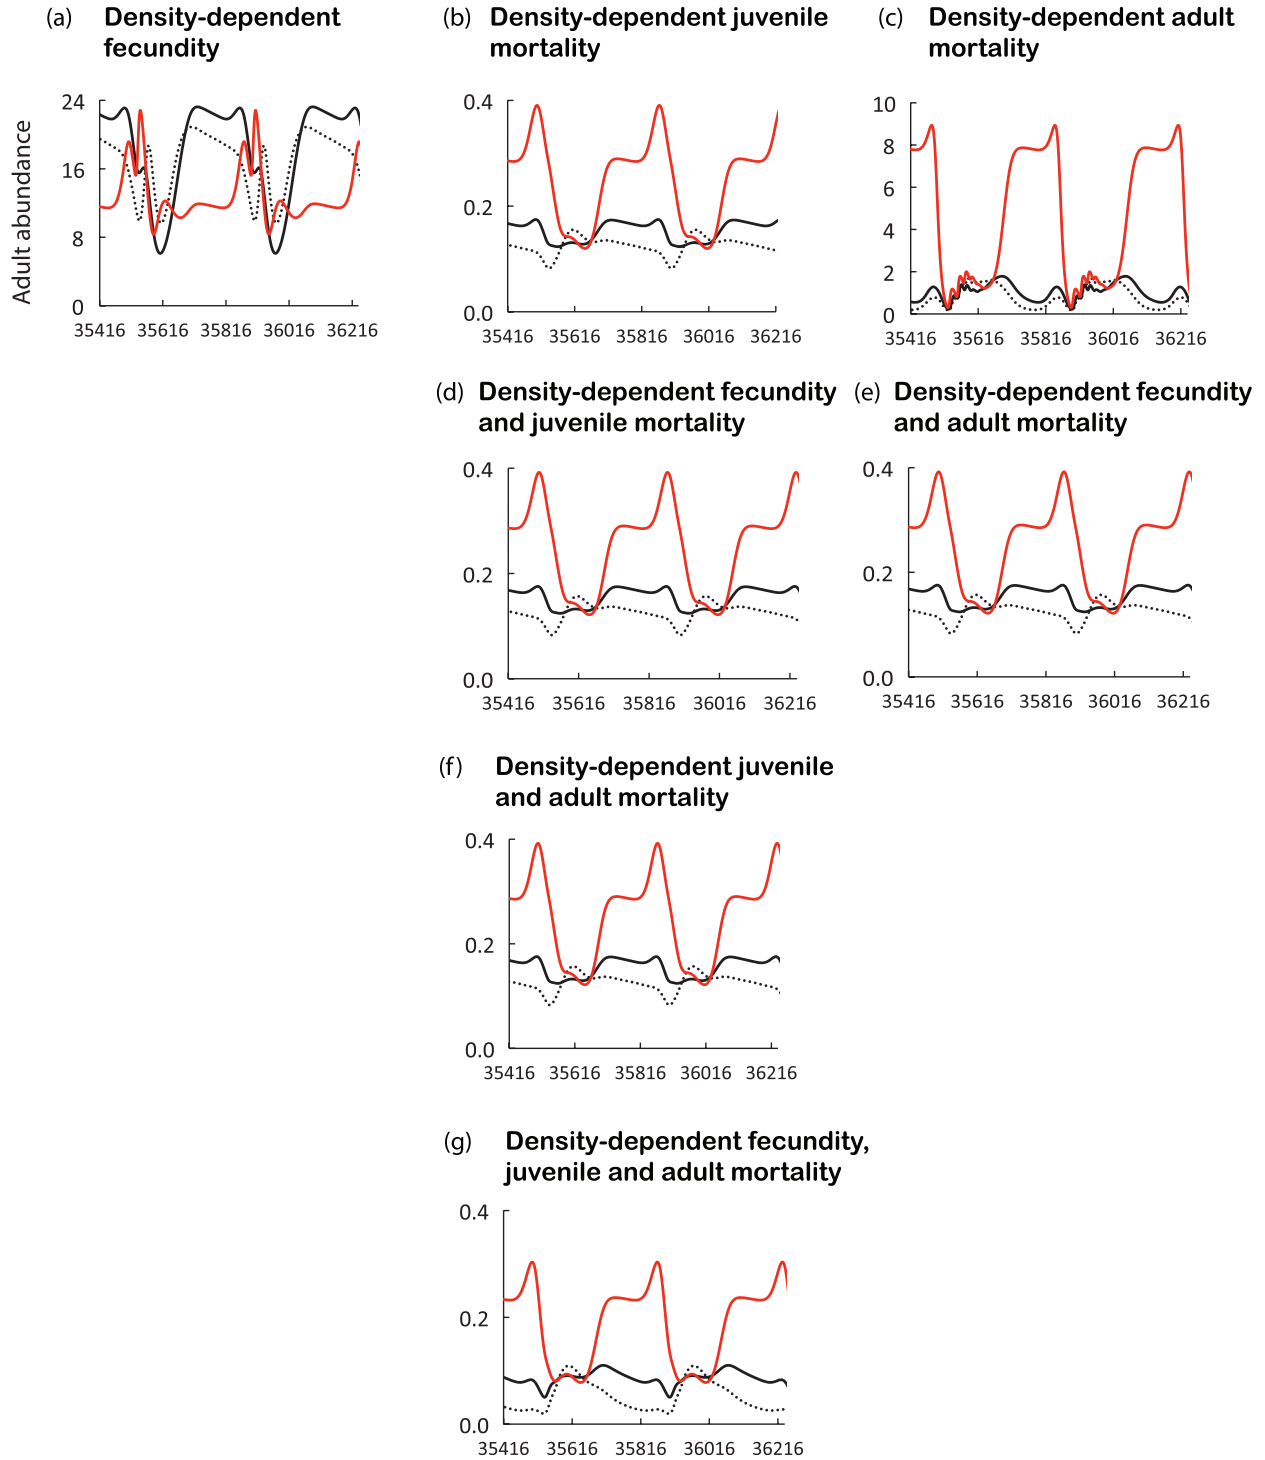 (a) Density-dependent
fecundity
(b) Density-dependent juvenile
mortality
(c) Density-dependent adult
mortality
Adult abundance
24
16
8
0
35416 35616 35816 36016 36216
0.4
0.2
0.0
35416 35616 35816 36016 36216
10
8
6
4
2
0
35416 35616 35816 36016 36216
(d) Density-dependent fecundity
and juvenile mortality
(e) Density-dependent fecundity
and adult mortality
0.4
0.2
0.0
35416 35616 35816 36016 36216
0.4
0.2
0.0
35416 35616 35816 36016 36216
(f) Density-dependent juvenile
and adult mortality
0.4
0.2
0.0
35416 35616 35816 36016 36216
(g) Density-dependent fecundity,
juvenile and adult mortality
0.4
0.2
0.0
35416 35616 35816 36016 36216